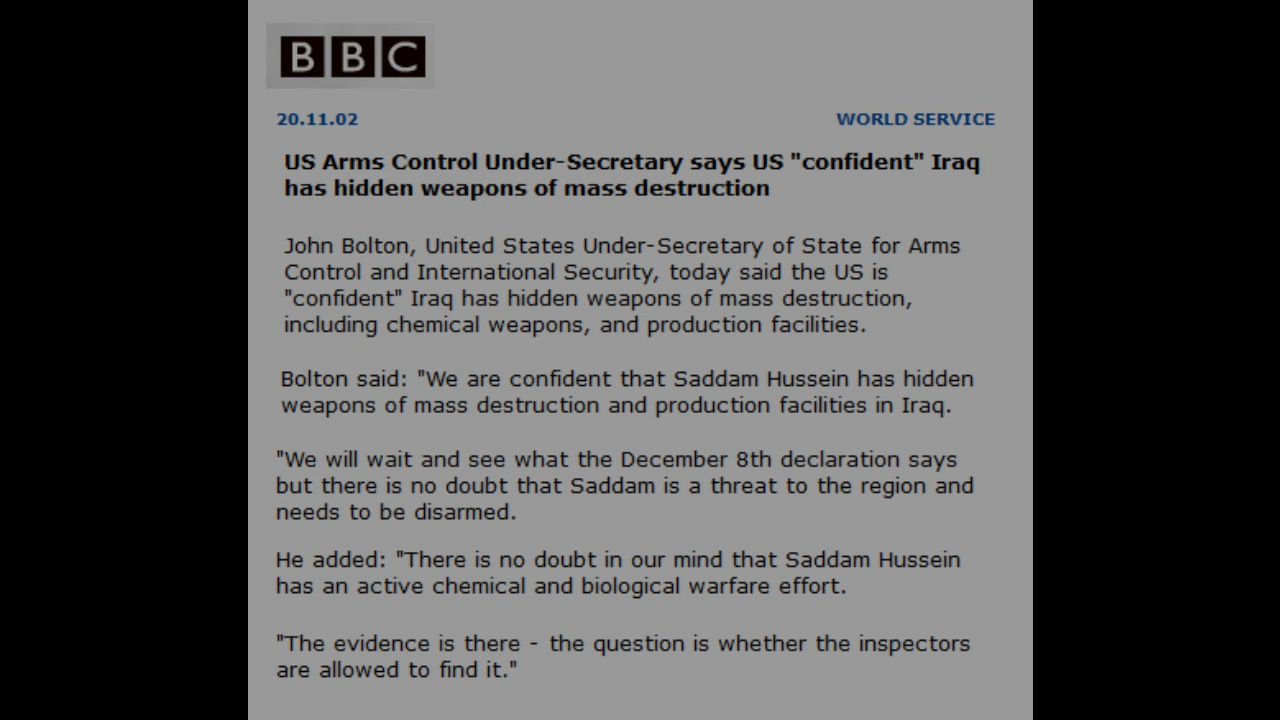 BBC
20.11.02 WORLD SERVICE
US Arms Control Under-Secretary says US "confident" Iraq
has hidden weapons of mass destruction
John Bolton, United States Under-Secretary of State for Arms
Control and International Security, today said the US is
"confident" Iraq has hidden weapons of mass destruction,
including chemical weapons, and production facilities.
Bolton said: "We are confident that Saddam Hussein has hidden
weapons of mass destruction and production facilities in Iraq.
"We will wait and see what the December 8th declaration says
but there is no doubt that Saddam is a threat to the region and
needs to be disarmed.
He added: "There is no doubt in our mind that Saddam Hussein
has an active chemical and biological warfare effort.
"The evidence is there - the question is whether the inspectors
are allowed to find it."